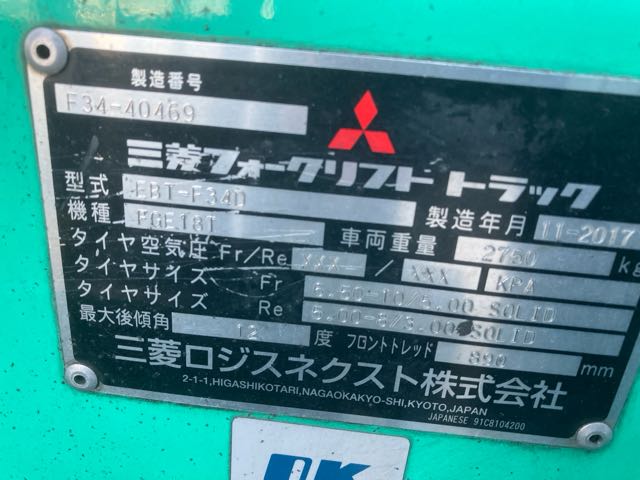 製造番号
F34-40469
三菱フォークリフト トラック
型式 EBT-F34D
機種 FGE18T 製造年月 11-2017
車両重量 2750 kg
タイヤ空気圧 Fr/Re XXX / XXX KPA
タイヤサイズ Fr 6.50-10/5.00 SOLID
タイヤサイズ Re 5.00-8/3.00 SOLID
最大後傾角 12 度 フロントトレッド 890 mm
三菱ロジスネクスト株式会社
2-1-1,HIGASHIKOTARI,NAGAOKAKYO-SHI,KYOTO,JAPAN
JAPANESE 91C8104200